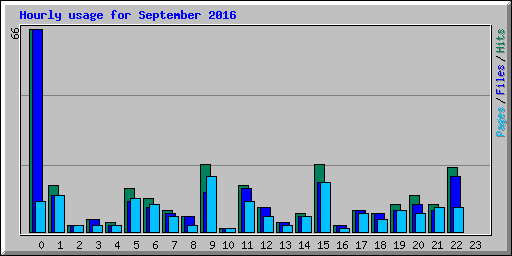 Hourly usage for September 2016
66
Pages/Files/Hits
0 1 2 3 4 5 6 7 8 9 10 11 12 13 14 15 16 17 18 19 20 21 22 23